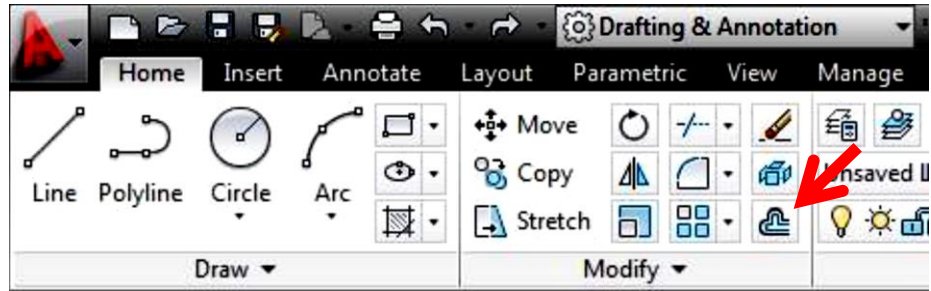 Drafting & Annotation
Home Insert Annotate Layout Parametric View Manage
Move
Copy
Line Polyline Circle Arc
Stretch
Draw Modify